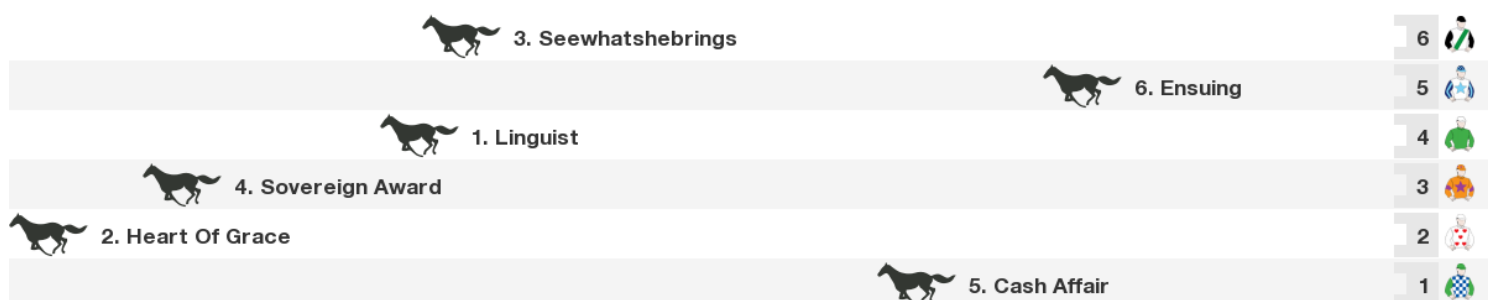 3. Seewhatshebrings 6
6. Ensuing 5
1. Linguist 4
4. Sovereign Award 3
2. Heart Of Grace 2
5. Cash Affair 1